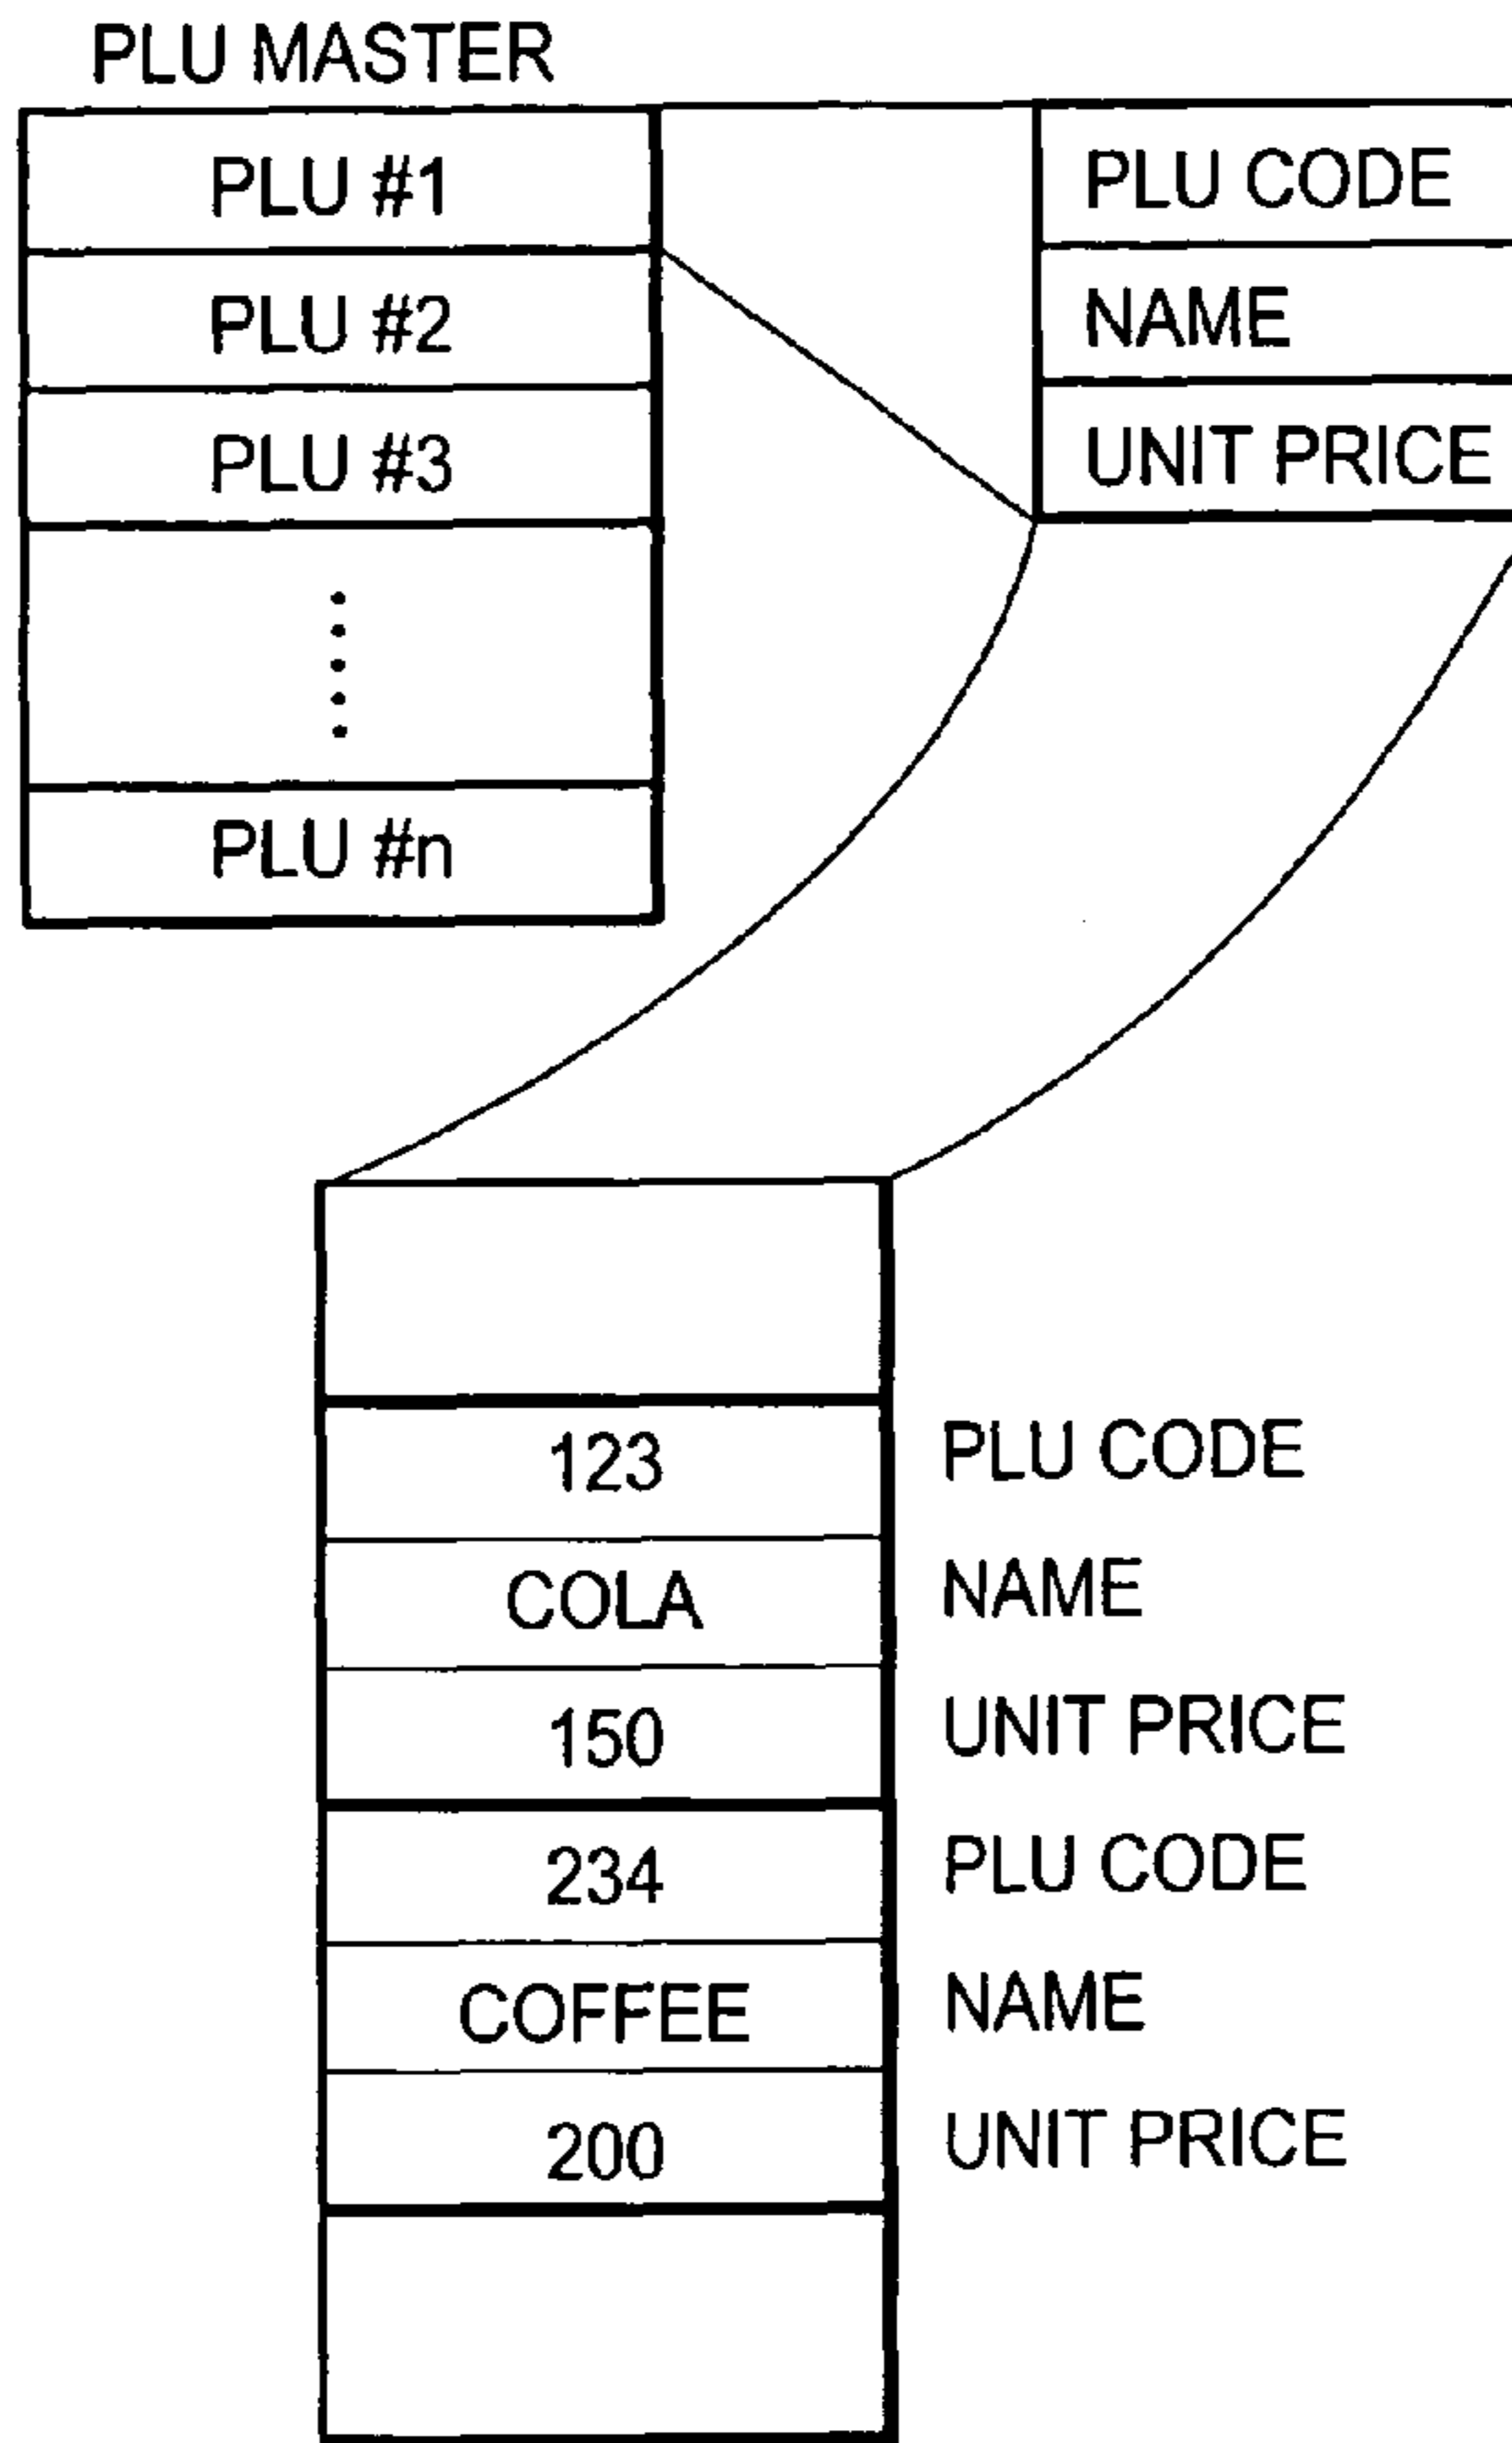 PLU MASTER
PLU #1
PLU #2
PLU #3
PLU #n
PLU CODE
NAME
UNIT PRICE
123 PLU CODE
COLA NAME
150 UNIT PRICE
234 PLU CODE
COFFEE NAME
200 UNIT PRICE